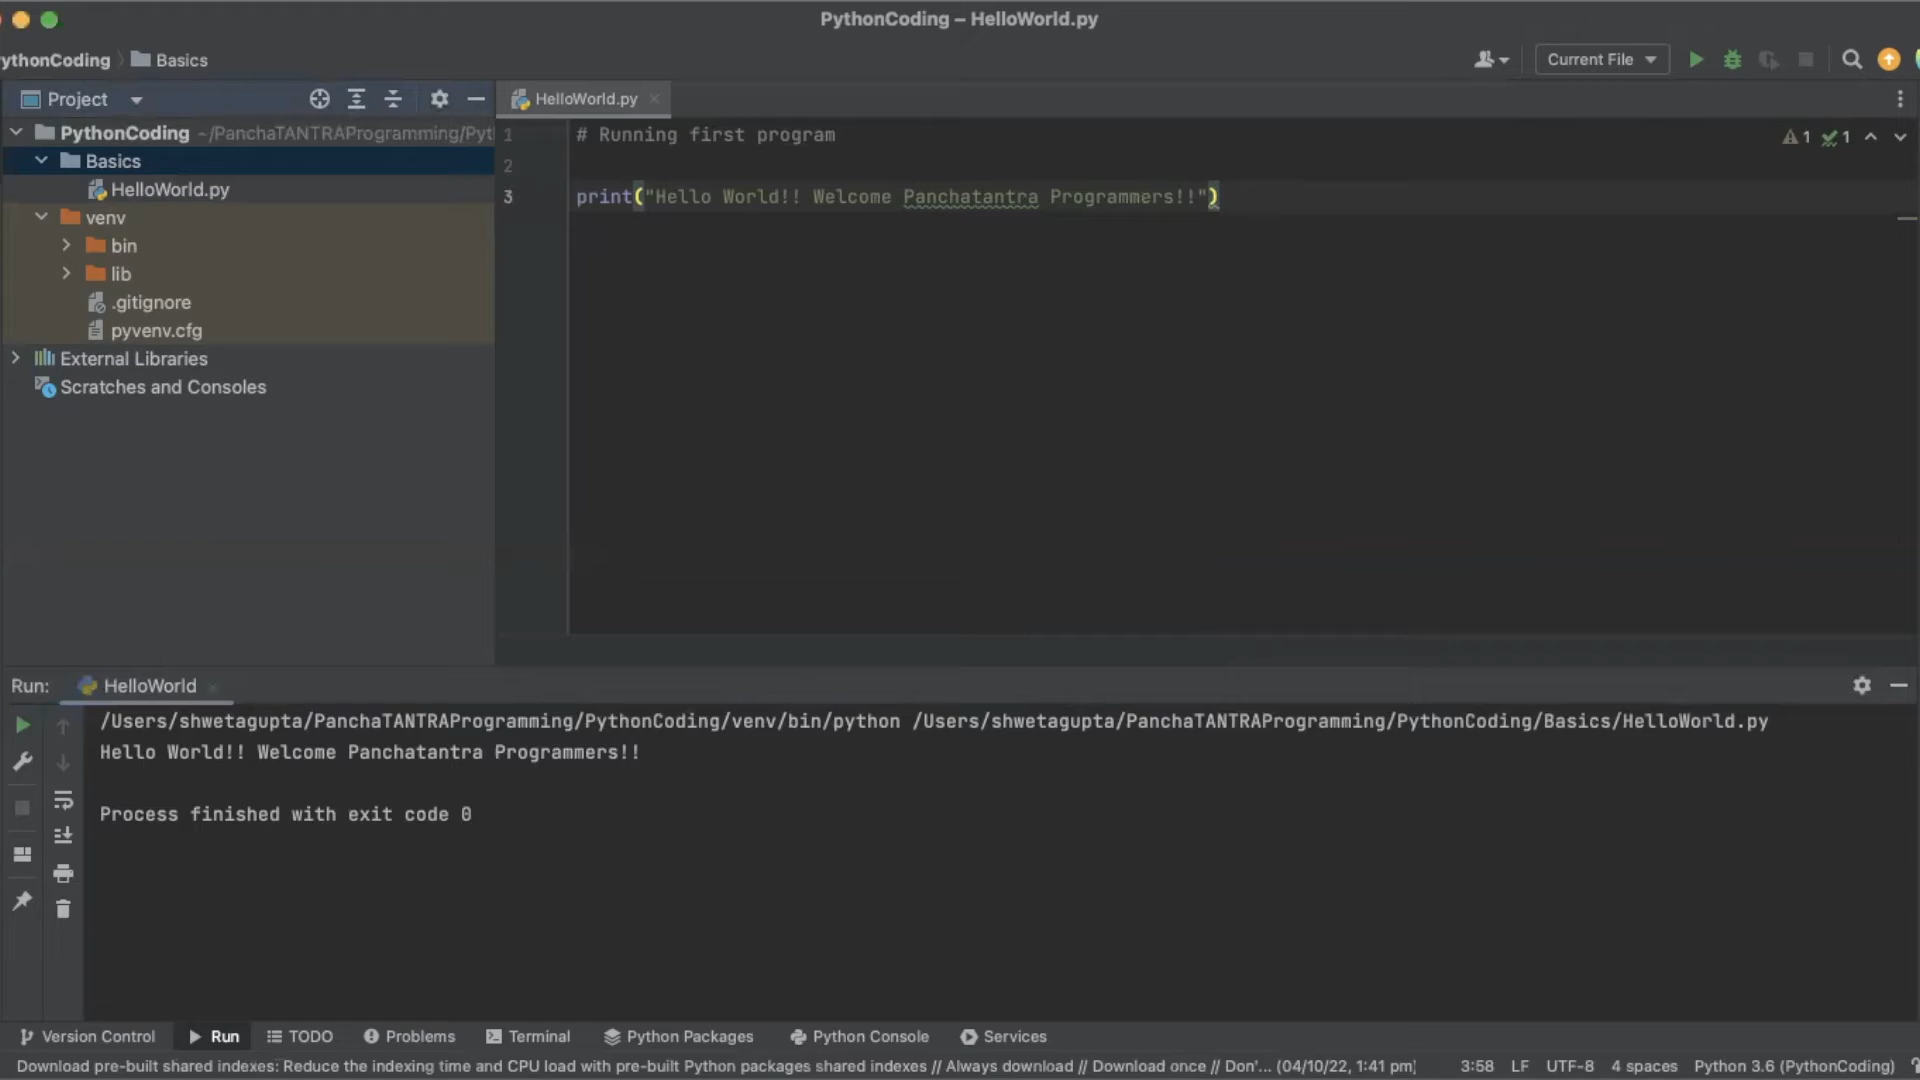 PythonCoding – HelloWorld.py
ythonCoding Basics
Current File
Project
HelloWorld.py
PythonCoding ~/PanchaTANTRAProgramming/Pyt
Basics
HelloWorld.py
venv
bin
lib
.gitignore
pyvenv.cfg
External Libraries
Scratches and Consoles
1 # Running first program
2
3 print("Hello World!! Welcome Panchatantra Programmers!!")
1 1
Run: HelloWorld
/Users/shwetagupta/PanchaTANTRAProgramming/PythonCoding/venv/bin/python /Users/shwetagupta/PanchaTANTRAProgramming/PythonCoding/Basics/HelloWorld.py
Hello World!! Welcome Panchatantra Programmers!!
Process finished with exit code 0
Version Control Run TODO Problems Terminal Python Packages Python Console Services
Download pre-built shared indexes: Reduce the indexing time and CPU load with pre-built Python packages shared indexes // Always download // Download once // Don'... (04/10/22, 1:41 pm) 3:58 LF UTF-8 4 spaces Python 3.6 (PythonCoding)